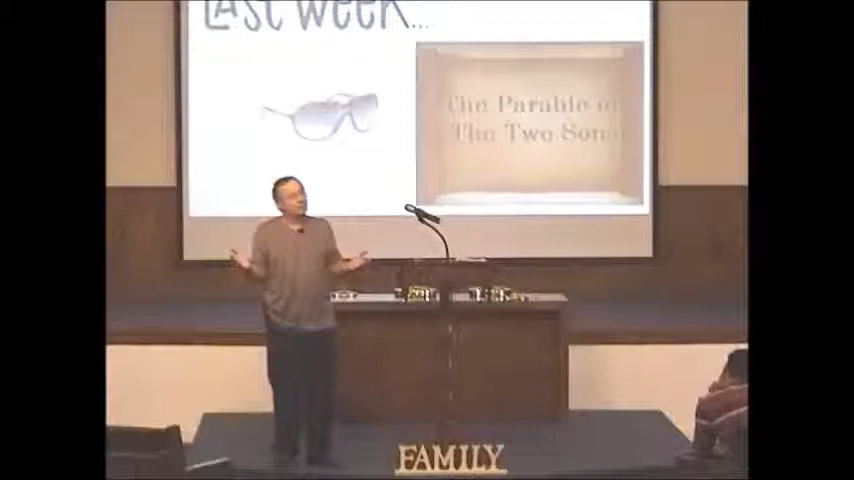 LAST WEEK...
The Parable of
The Two Sons
FAMILY